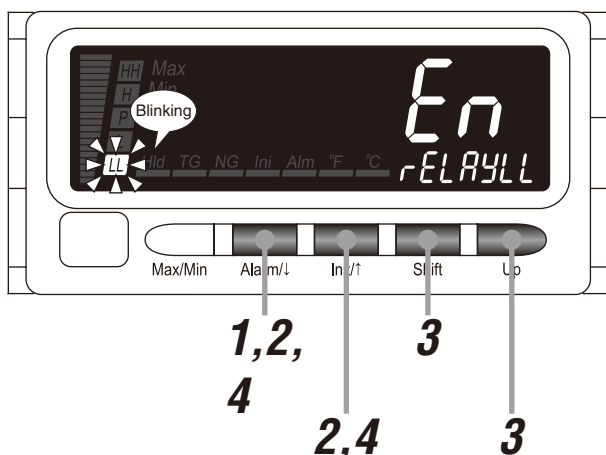 HH Max
H Min
P
Blinking
LL Hld TG NG Ini Alm °F °C
En
rELAYLL
Max/Min Alarm/↓ Init/↑ Shift Up
1,2,
4
2,4
3
3